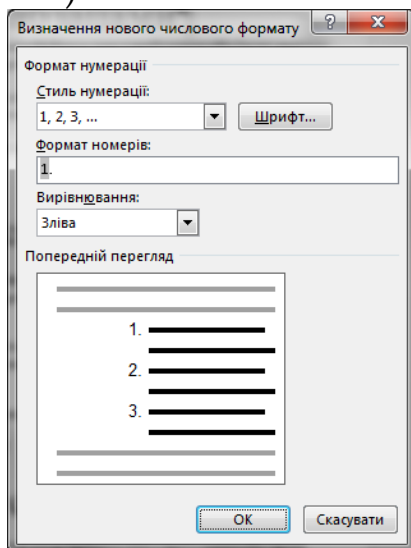 Визначення нового числового формату
Формат нумерації
Стиль нумерації:
1, 2, 3, ... Шрифт...
Формат номерів:
1.
Вирівнювання:
Зліва
Попередній перегляд
1.
2.
3.
ОК Скасувати